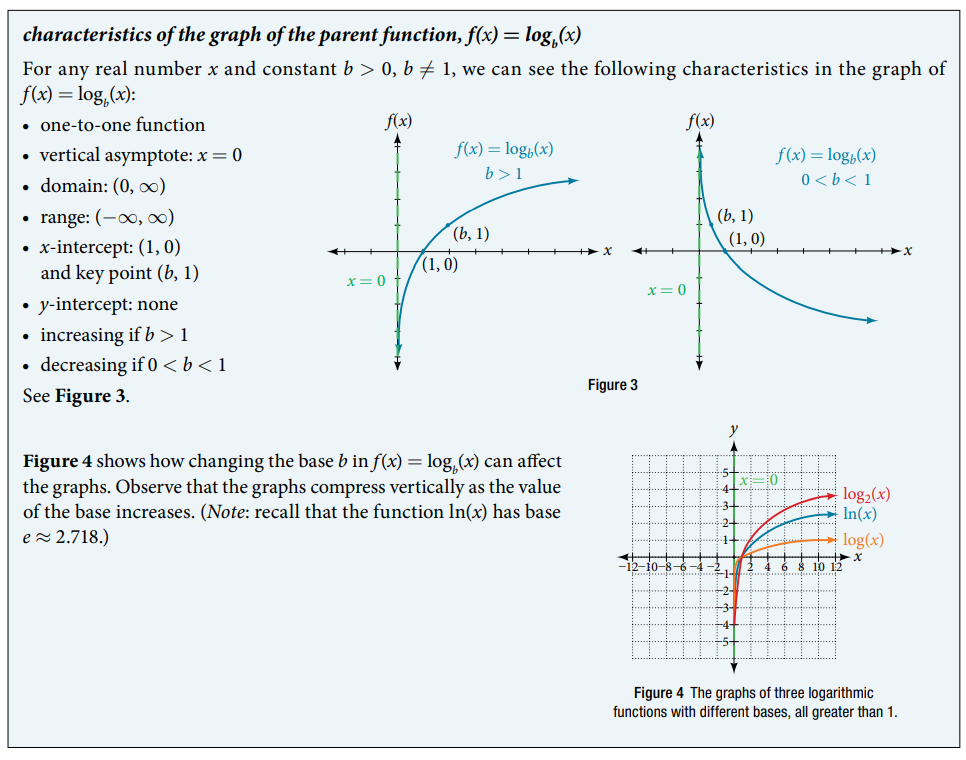 characteristics of the graph of the parent function, f(x) = log_b(x)
For any real number x and constant b > 0, b ≠ 1, we can see the following characteristics in the graph of
f(x) = log_b(x):
• one-to-one function
• vertical asymptote: x = 0
• domain: (0, ∞)
• range: (−∞, ∞)
• x-intercept: (1, 0)
and key point (b, 1)
• y-intercept: none
• increasing if b > 1
• decreasing if 0 < b < 1
See Figure 3.
f(x)
f(x) = log_b(x)
b > 1
(b, 1)
x
(1, 0)
x = 0
f(x)
f(x) = log_b(x)
0 < b < 1
(b, 1)
(1, 0)
x
x = 0
Figure 3
Figure 4 shows how changing the base b in f(x) = log_b(x) can affect
the graphs. Observe that the graphs compress vertically as the value
of the base increases. (Note: recall that the function ln(x) has base
e ≈ 2.718.)
y
5
x = 0
4
log₂(x)
3
ln(x)
2
1
log(x)
x
−12 −10 −8 −6 −4 −2 2 4 6 8 10 12
−1
−2
−3
−4
−5
Figure 4 The graphs of three logarithmic
functions with different bases, all greater than 1.